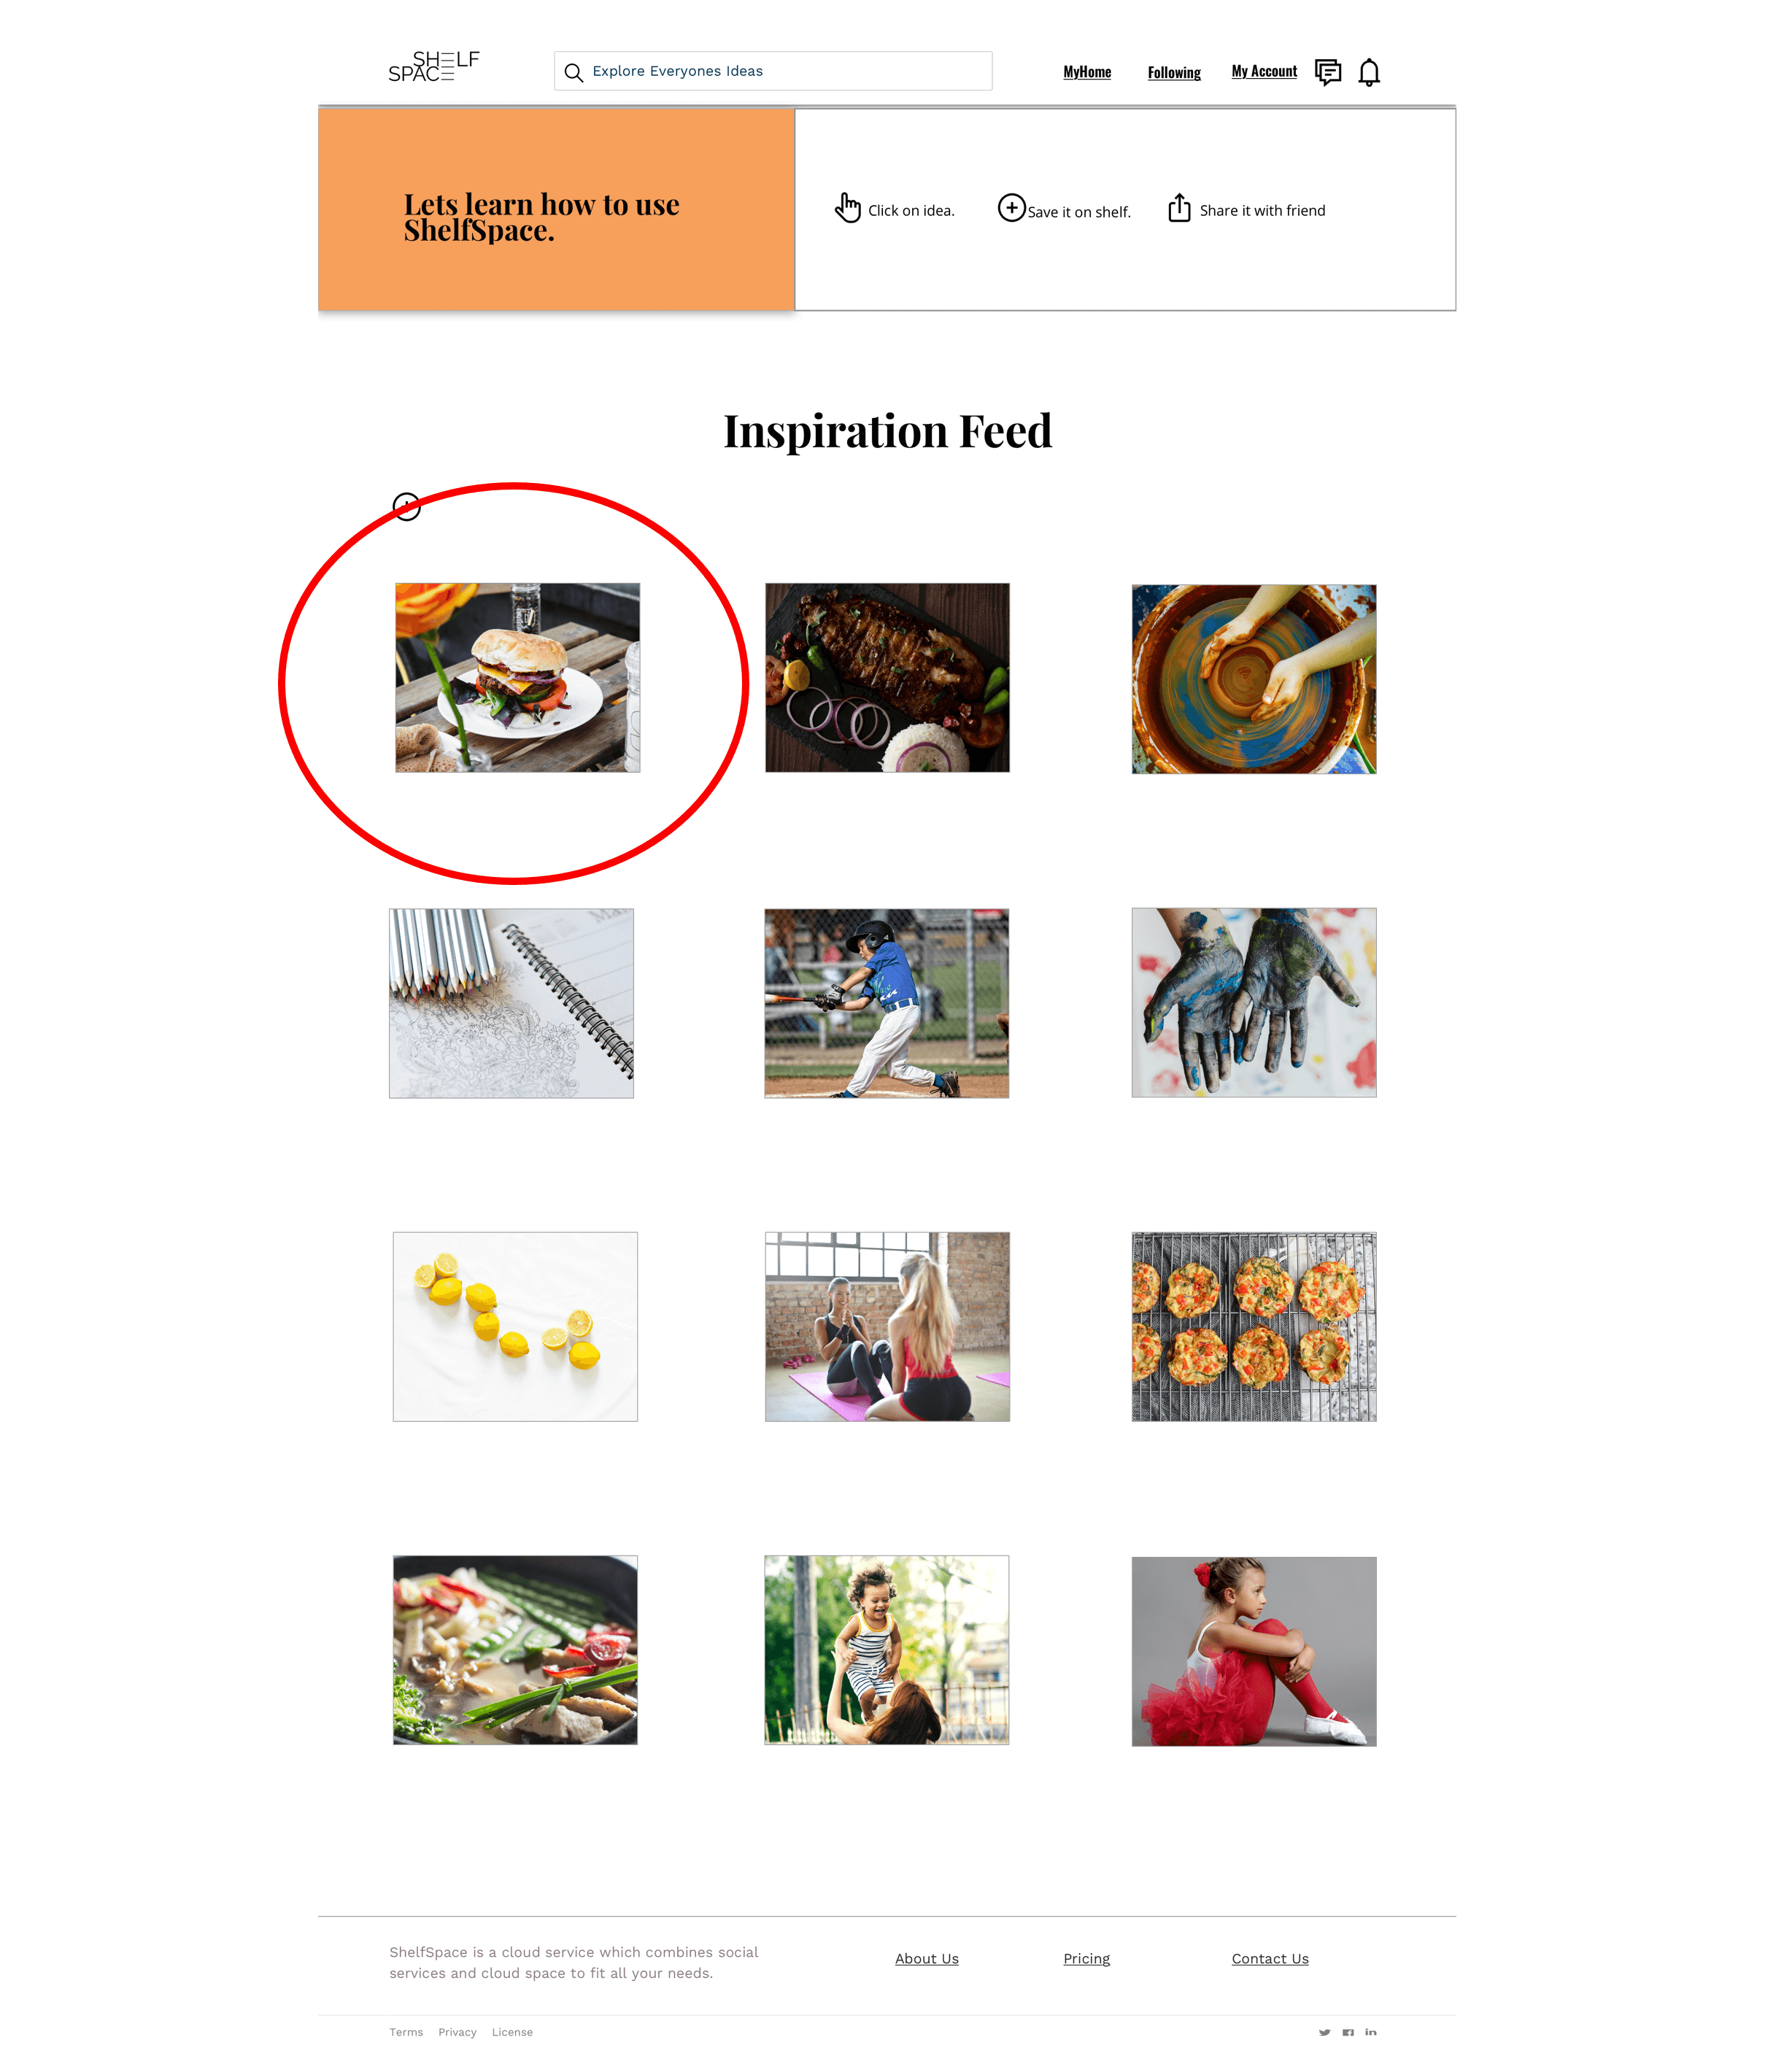 SHELF
SPACE
Explore Everyones Ideas
MyHome
Following
My Account
Lets learn how to use
ShelfSpace.
Click on idea.
Save it on shelf.
Share it with friend
Inspiration Feed
ShelfSpace is a cloud service which combines social
services and cloud space to fit all your needs.
About Us
Pricing
Contact Us
Terms
Privacy
License